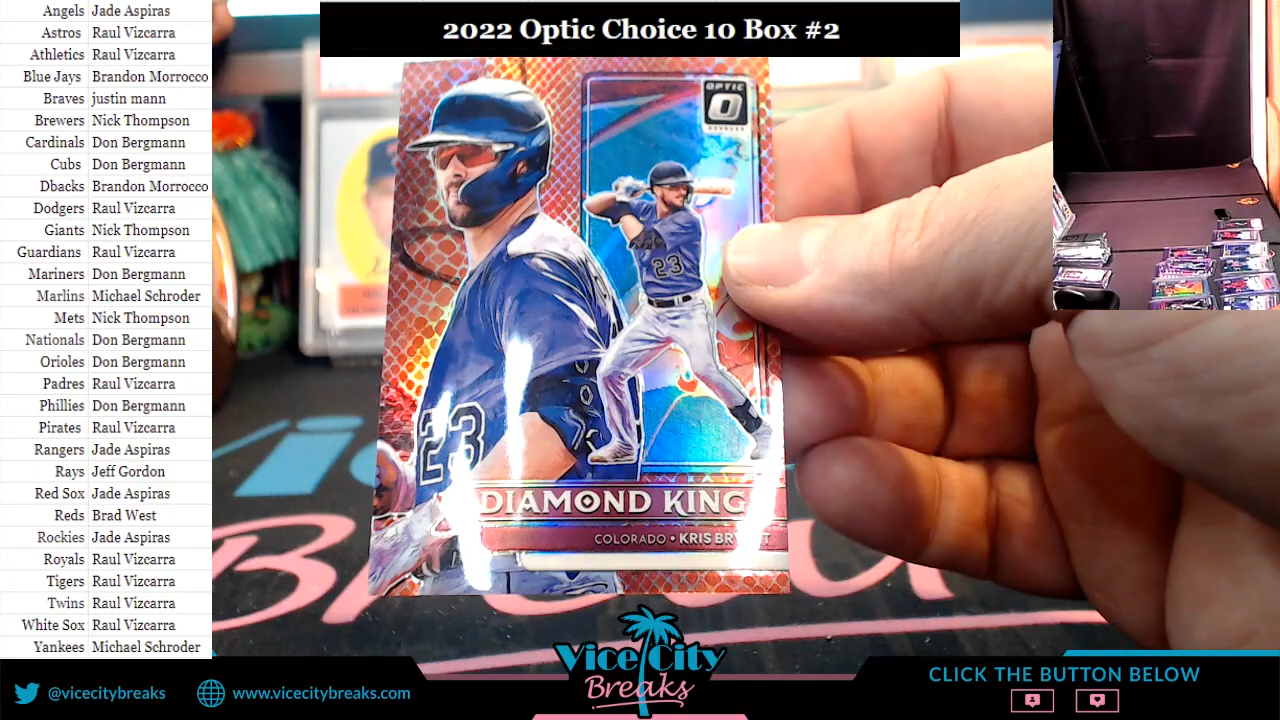 2022 Optic Choice 10 Box #2
Angels Jade Aspiras
Astros Raul Vizcarra
Athletics Raul Vizcarra
Blue Jays Brandon Morrocco
Braves justin mann
Brewers Nick Thompson
Cardinals Don Bergmann
Cubs Don Bergmann
Dbacks Brandon Morrocco
Dodgers Raul Vizcarra
Giants Nick Thompson
Guardians Raul Vizcarra
Mariners Don Bergmann
Marlins Michael Schroder
Mets Nick Thompson
Nationals Don Bergmann
Orioles Don Bergmann
Padres Raul Vizcarra
Phillies Don Bergmann
Pirates Raul Vizcarra
Rangers Jade Aspiras
Rays Jeff Gordon
Red Sox Jade Aspiras
Reds Brad West
Rockies Jade Aspiras
Royals Raul Vizcarra
Tigers Raul Vizcarra
Twins Raul Vizcarra
White Sox Raul Vizcarra
Yankees Michael Schroder
OPTIC
23
23
DIAMOND KING
COLORADO • KRIS
Vice City
Breaks
@vicecitybreaks
www.vicecitybreaks.com
CLICK THE BUTTON BELOW